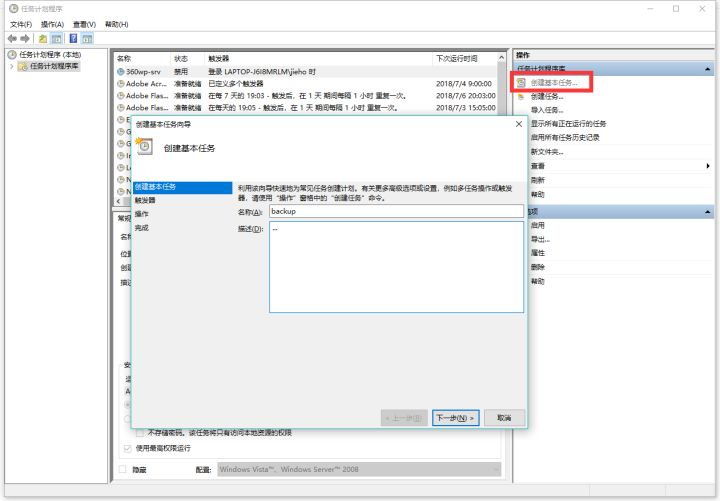 任务计划程序
文件(F) 操作(A) 查看(V) 帮助(H)
任务计划程序 (本地)
任务计划程序库
名称 状态 触发器 下次运行时间
360wp-srv 禁用 登录 LAPTOP-J6I8MRLM\jieho 时
Adobe Acr... 准备就绪 已定义多个触发器 2018/7/4 9:00:00
Adobe Flas... 准备就绪 在每 7 天的 19:03 - 触发后，在 1 天 期间每隔 1 小时 重复一次。 2018/7/6 20:03:00
Adobe Flas... 准备就绪 在每天的 19:05 - 触发后，在 1 天 期间每隔 1 小时 重复一次。 2018/7/3 15:05:00
操作
任务计划程序库
创建基本任务...
创建任务...
导入任务...
显示所有正在运行的任务
启用所有任务历史记录
新文件夹...
查看
刷新
帮助
启用
导出...
属性
删除
帮助
创建基本任务向导
创建基本任务
创建基本任务
触发器
操作
完成
利用该向导快速地为常见任务创建计划。有关更多高级选项或设置，例如多任务操作或触发
器，请使用“操作”窗格中的“创建任务”命令。
名称(A): backup
描述(D): ...
< 上一步(B) 下一步(N) > 取消
常规
不存储密码。该任务将只有访问本地资源的权限
使用最高权限运行
隐藏 配置: Windows Vista™、Windows Server™ 2008